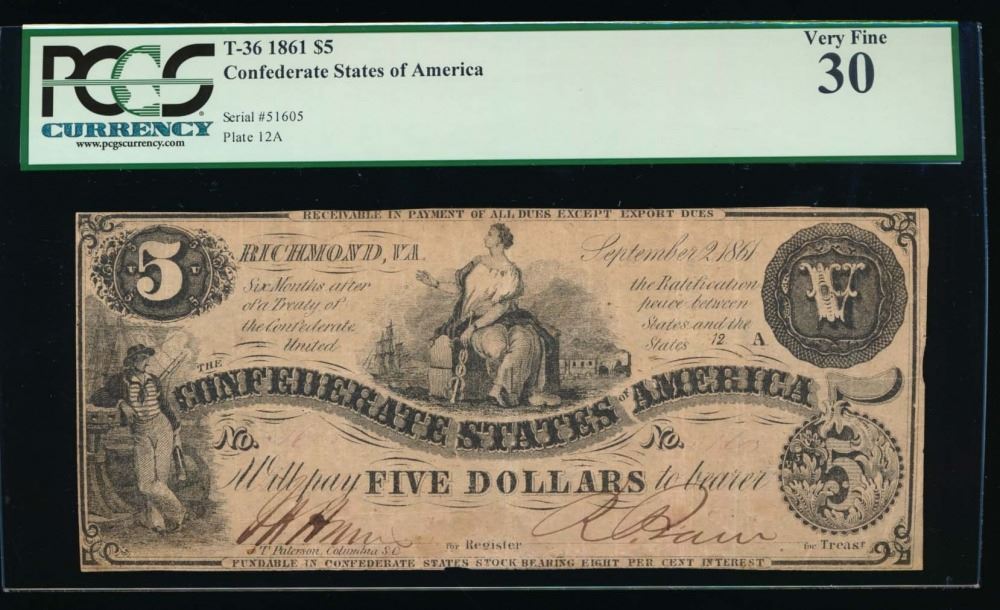 PCGS
CURRENCY
www.pcgscurrency.com
T-36 1861 $5
Confederate States of America
Serial #51605
Plate 12A
Very Fine
30
RECEIVABLE IN PAYMENT OF ALL DUES EXCEPT EXPORT DUES
5
RICHMOND, VA.
September 2, 1861
V
Six Months after the Ratification
of a Treaty of peace between
the Confederate States and the
United States 12 A
THE CONFEDERATE STATES OF AMERICA
No. No.
5
Will pay FIVE DOLLARS to bearer
for Register for Treasr
J T Paterson, Columbia S.C
FUNDABLE IN CONFEDERATE STATES STOCK BEARING EIGHT PER CENT INTEREST